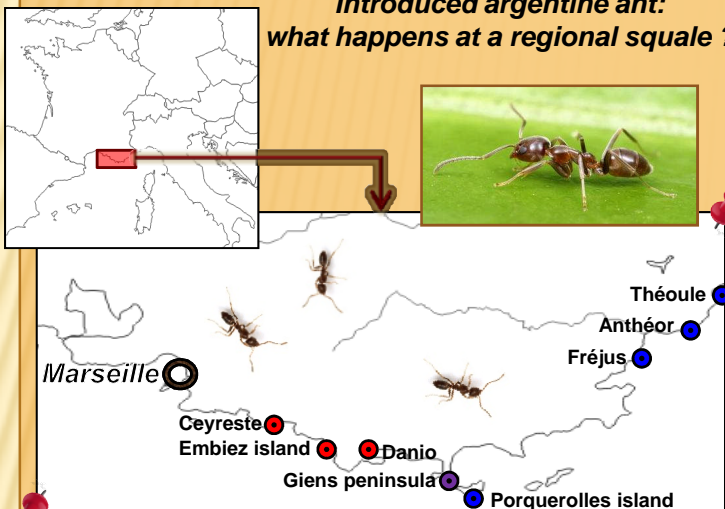 introduced argentine ant:
what happens at a regional squale ?
Théoule
Anthéor
Fréjus
Marseille
Ceyreste
Embiez island
Danio
Giens peninsula
Porquerolles island